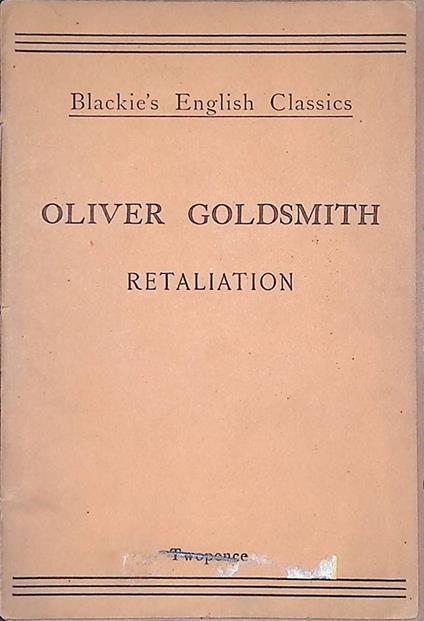 Blackie's English Classics
OLIVER GOLDSMITH
RETALIATION
Twopence